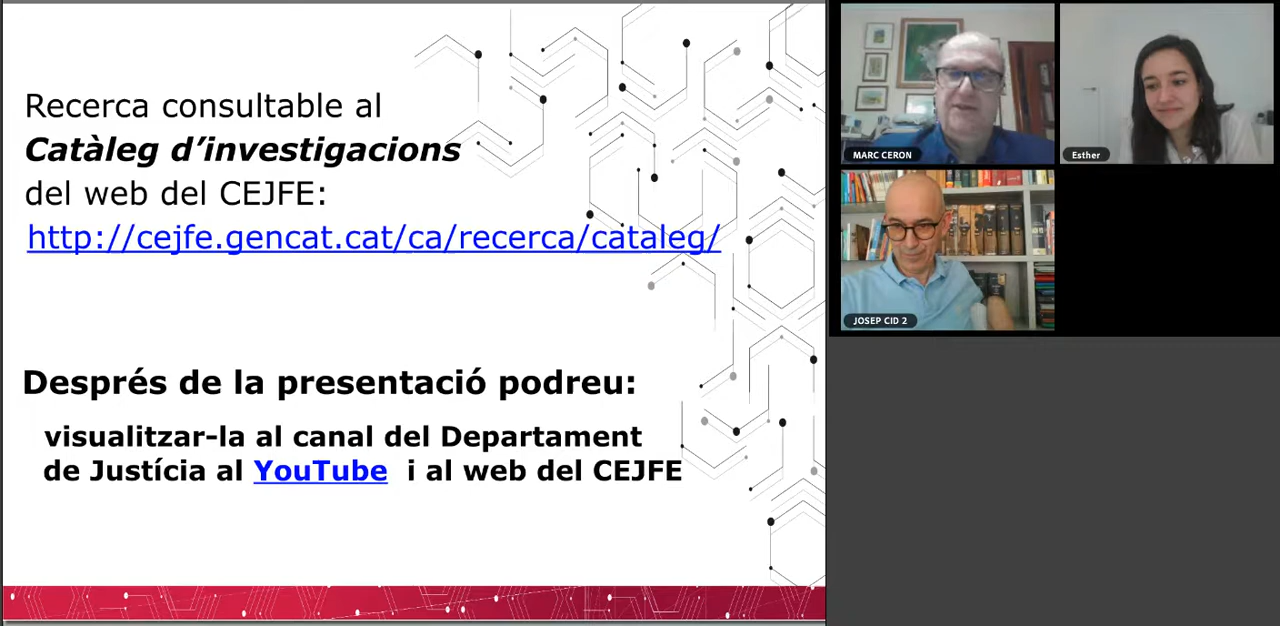 Recerca consultable al
Catàleg d’investigacions
del web del CEJFE:
http://cejfe.gencat.cat/ca/recerca/cataleg/
Després de la presentació podreu:
visualitzar-la al canal del Departament
de Justícia al YouTube i al web del CEJFE
MARC CERON
Esther
JOSEP CID 2